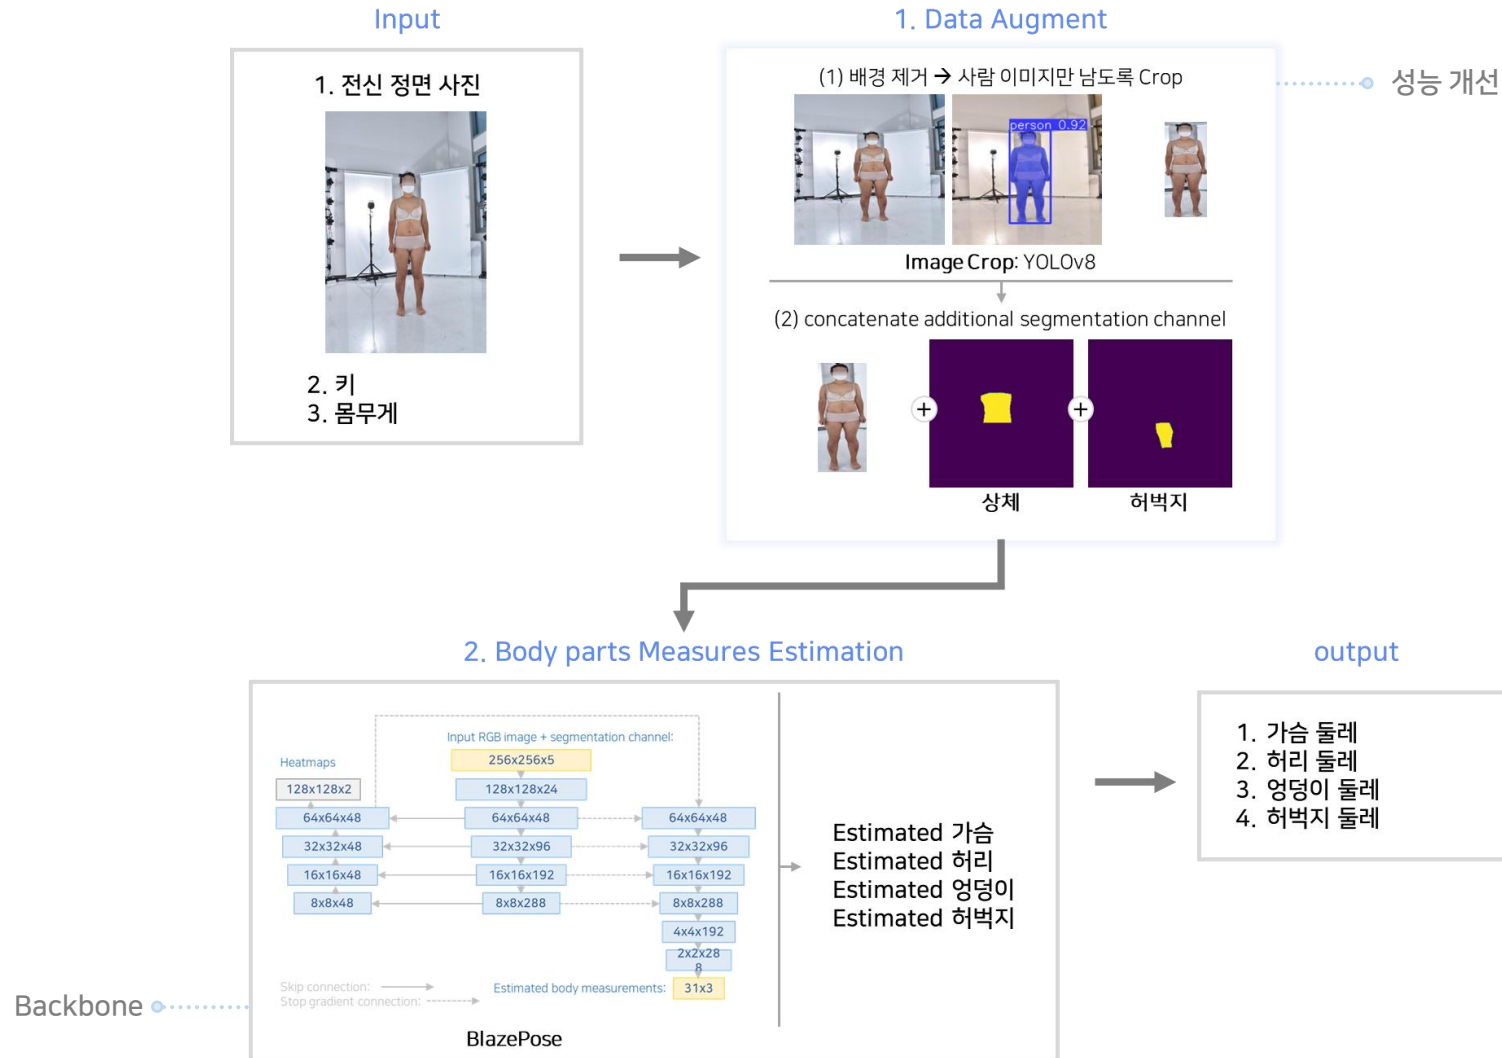 Input
1. 전신 정면 사진
2. 키
3. 몸무게
1. Data Augment
(1) 배경 제거 → 사람 이미지만 남도록 Crop
person 0.92
Image Crop: YOLOv8
(2) concatenate additional segmentation channel
+
+
상체
허벅지
성능 개선
2. Body parts Measures Estimation
Input RGB image + segmentation channel:
256x256x5
Heatmaps
128x128x2
128x128x24
64x64x48
64x64x48
64x64x48
32x32x48
32x32x96
32x32x96
16x16x48
16x16x192
16x16x192
8x8x48
8x8x288
8x8x288
4x4x192
2x2x28
8
Skip connection:
Stop gradient connection:
Estimated body measurements:
31x3
BlazePose
Backbone
Estimated 가슴
Estimated 허리
Estimated 엉덩이
Estimated 허벅지
output
1. 가슴 둘레
2. 허리 둘레
3. 엉덩이 둘레
4. 허벅지 둘레